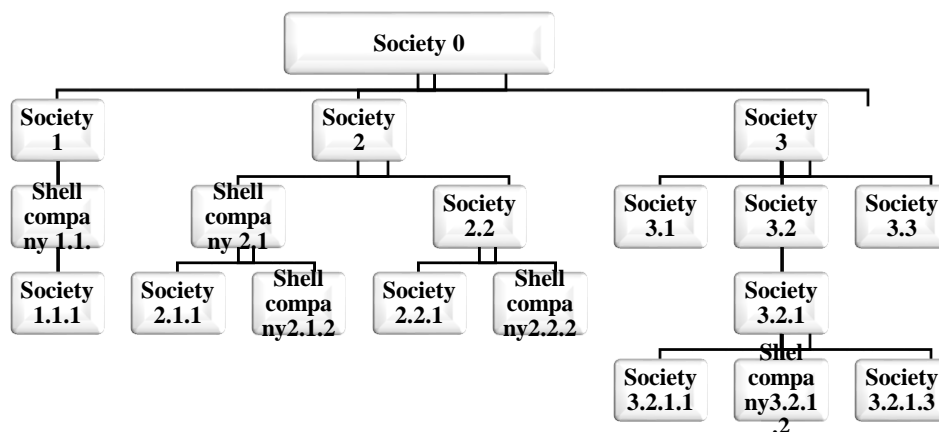 Society 0
Society
1
Society
2
Society
3
Shell
compa
ny 1.1.
Shell
compa
ny 2.1
Society
2.2
Society
3.1
Society
3.2
Society
3.3
Society
1.1.1
Society
2.1.1
Shell
compa
ny2.1.2
Society
2.2.1
Shell
compa
ny2.2.2
Society
3.2.1
Society
3.2.1.1
Shel
compa
ny3.2.1
.2
Society
3.2.1.3